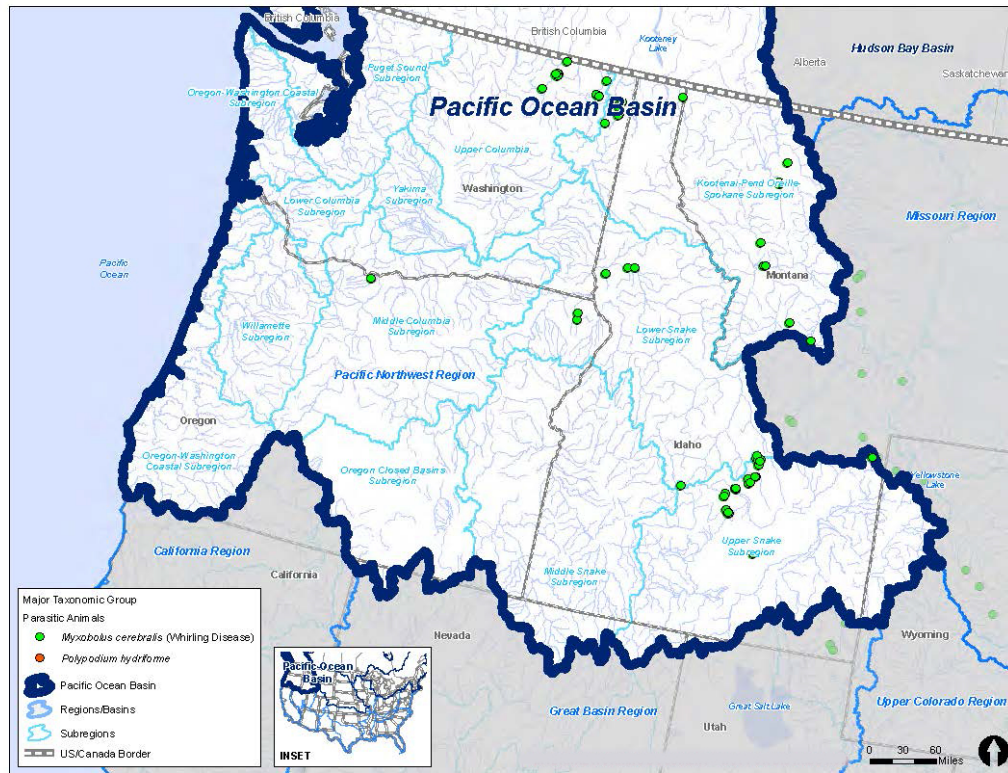 British Columbia
British Columbia
Kooteney
Lake
Hudson Bay Basin
Alberta
Saskatchewan
Puget Sound
Subregion
Oregon-Washington Coastal
Subregion
Pacific Ocean Basin
Upper Columbia
Washington
Yakima
Subregion
Lower Columbia
Subregion
Kootenai-Pend Oreille-
Spokane Subregion
Missouri Region
Pacific
Ocean
Montana
Middle Columbia
Subregion
Willamette
Subregion
Lower Snake
Subregion
Pacific Northwest Region
Oregon
Idaho
Oregon-Washington
Coastal Subregion
Oregon Closed Basins
Subregion
Yellowstone
Lake
Upper Snake
Subregion
California Region
California
Middle Snake
Subregion
Nevada
Wyoming
Upper Colorado Region
Great Basin Region
Great Salt Lake
Utah
Major Taxonomic Group
Parasitic Animals
Myxobolus cerebralis (Whirling Disease)
Polypodium hydriforme
Pacific Ocean Basin
Regions/Basins
Subregions
US/Canada Border
Pacific Ocean
Basin
INSET
0 30 60
Miles